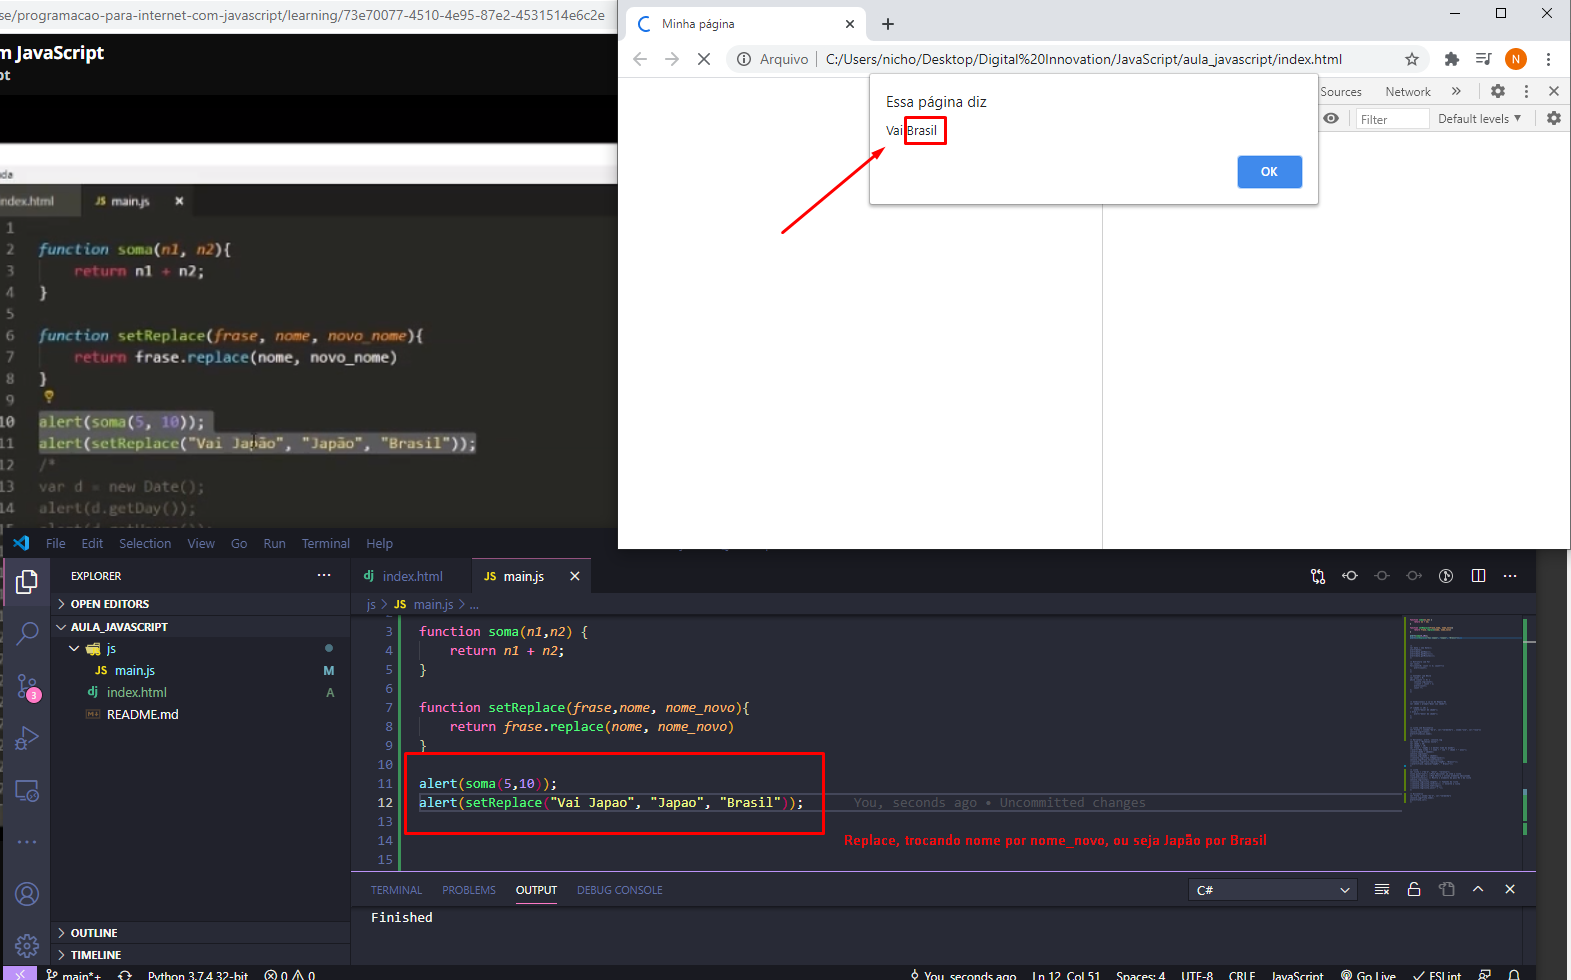 se/programacao-para-internet-com-javascript/learning/73e70077-4510-4e95-87e2-4531514e6c2e
m JavaScript
pt
uda
index.html
JS main.js ×
1
2 function soma(n1, n2){
3 return n1 + n2;
4 }
5
6 function setReplace(frase, nome, novo_nome){
7 return frase.replace(nome, novo_nome)
8 }
9
10 alert(soma(5, 10));
11 alert(setReplace("Vai Japão", "Japão", "Brasil"));
12 /*
13 var d = new Date();
14 alert(d.getDay());
Minha página
Arquivo C:/Users/nicho/Desktop/Digital%20Innovation/JavaScript/aula_javascript/index.html
N
Essa página diz
Vai Brasil
OK
Sources Network »
Filter Default levels ▼
File Edit Selection View Go Run Terminal Help
EXPLORER ···
OPEN EDITORS
AULA_JAVASCRIPT
js
JS main.js M
dj index.html A
README.md
3
OUTLINE
TIMELINE
dj index.html
JS main.js ×
js > JS main.js > ...
2
3 function soma(n1,n2) {
4 return n1 + n2;
5 }
6
7 function setReplace(frase,nome, nome_novo){
8 return frase.replace(nome, nome_novo)
9 }
10
11 alert(soma(5,10));
12 alert(setReplace("Vai Japao", "Japao", "Brasil")); You, seconds ago • Uncommitted changes
13
14 Replace, trocando nome por nome_novo, ou seja Japão por Brasil
15
TERMINAL PROBLEMS OUTPUT DEBUG CONSOLE
C#
Finished
main*+ Python 3.7.4 32-bit 0 0 You, seconds ago Ln 12, Col 51 Spaces: 4 UTF-8 CRLF JavaScript Go Live ESLint